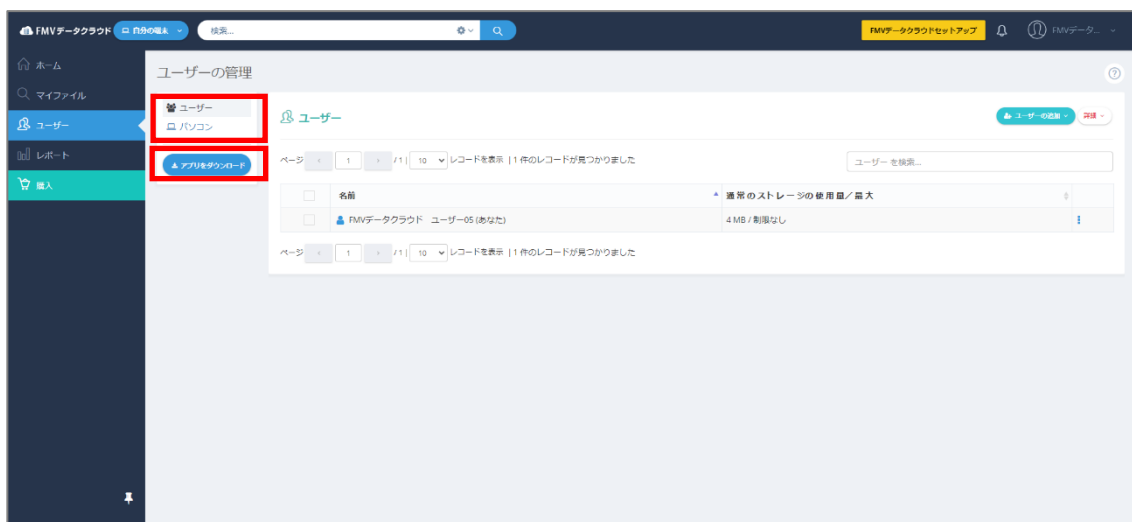 FMVデータクラウド 自分の端末 検索... FMVデータクラウドセットアップ FMVデータ...
ホーム
マイファイル
ユーザー
レポート
購入
ユーザーの管理
ユーザー
パソコン
アプリをダウンロード
ユーザー ユーザーの追加 詳細
ページ 1 / 1 | 10 レコードを表示 | 1 件のレコードが見つかりました ユーザー を検索...
名前 通常のストレージの使用量/最大
FMVデータクラウド ユーザー05 (あなた) 4 MB / 制限なし
ページ 1 / 1 | 10 レコードを表示 | 1 件のレコードが見つかりました